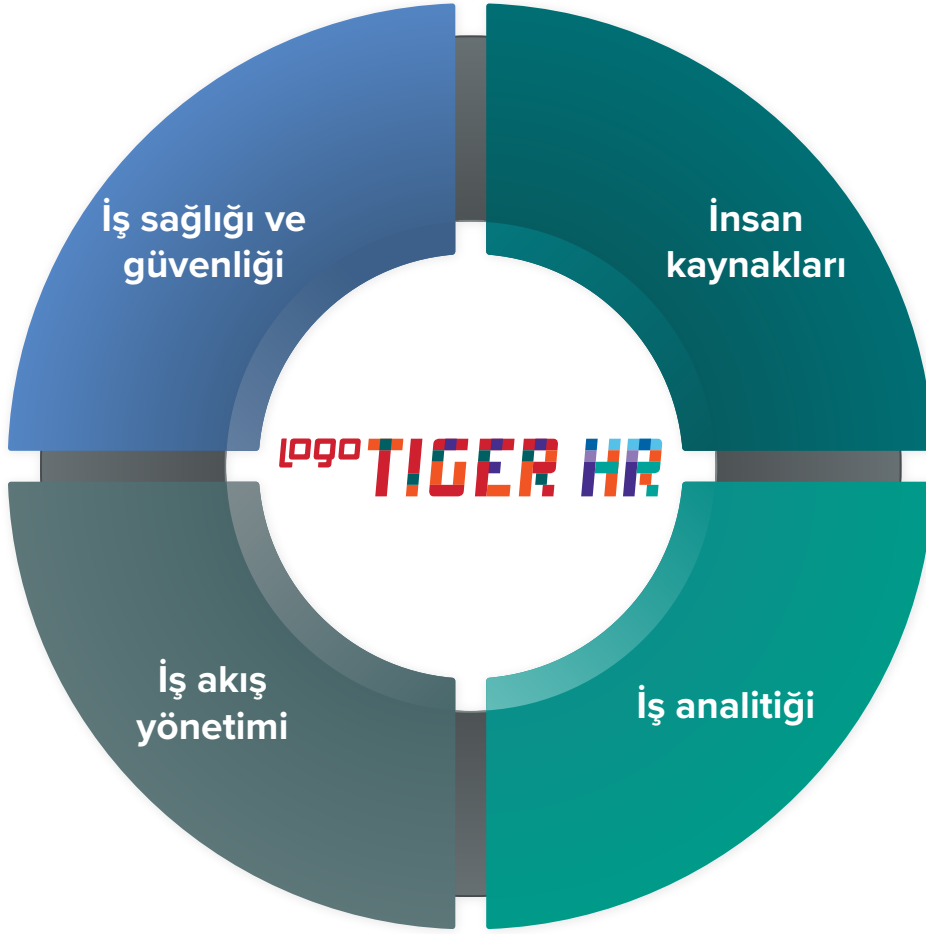 İş sağlığı ve
güvenliği
İnsan
kaynakları
LOGO TIGER HR
İş akış
yönetimi
İş analitiği